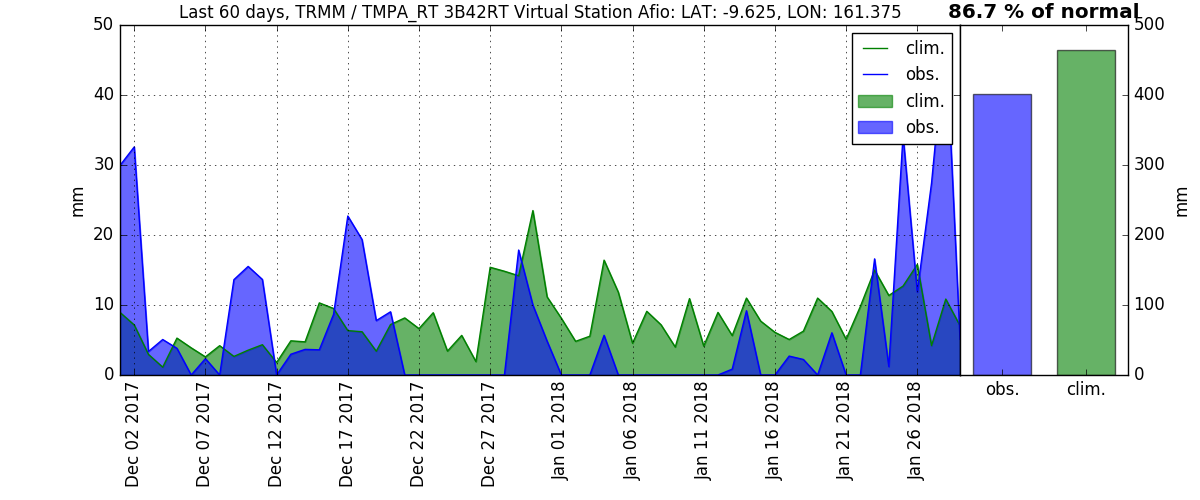 Last 60 days, TRMM / TMPA_RT 3B42RT Virtual Station Afio: LAT: -9.625, LON: 161.375
86.7 % of normal
50
40
30
20
10
0
mm
clim.
obs.
clim.
obs.
500
400
300
200
100
0
mm
Dec 02 2017
Dec 07 2017
Dec 12 2017
Dec 17 2017
Dec 22 2017
Dec 27 2017
Jan 01 2018
Jan 06 2018
Jan 11 2018
Jan 16 2018
Jan 21 2018
Jan 26 2018
obs.
clim.